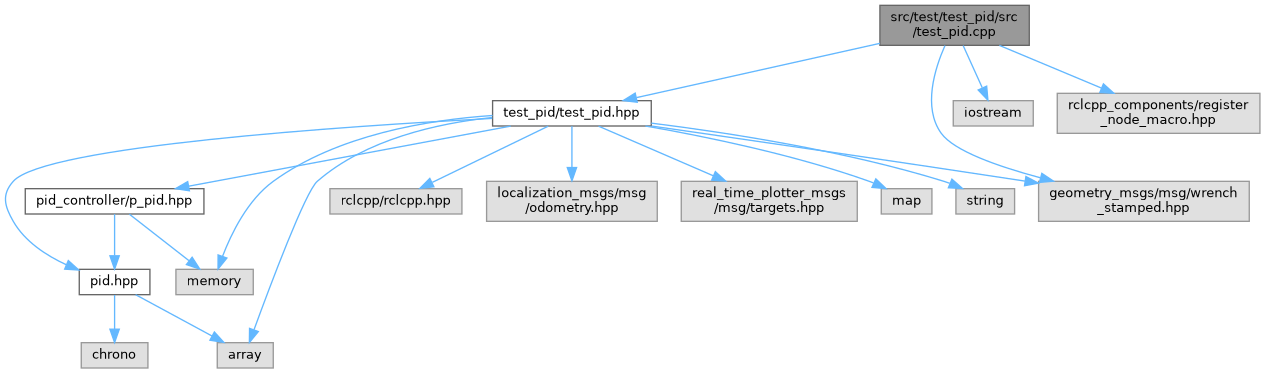 src/test/test_pid/src
/test_pid.cpp
test_pid/test_pid.hpp
iostream
rclcpp_components/register
_node_macro.hpp
pid_controller/p_pid.hpp
rclcpp/rclcpp.hpp
localization_msgs/msg
/odometry.hpp
real_time_plotter_msgs
/msg/targets.hpp
map
string
geometry_msgs/msg/wrench
_stamped.hpp
pid.hpp
memory
chrono
array